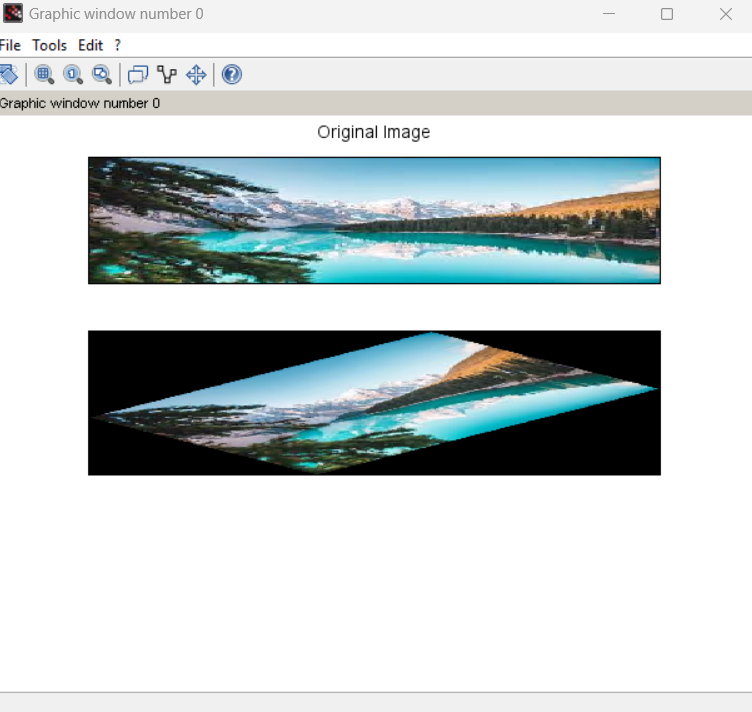 Graphic window number 0
File Tools Edit ?
Graphic window number 0
Original Image